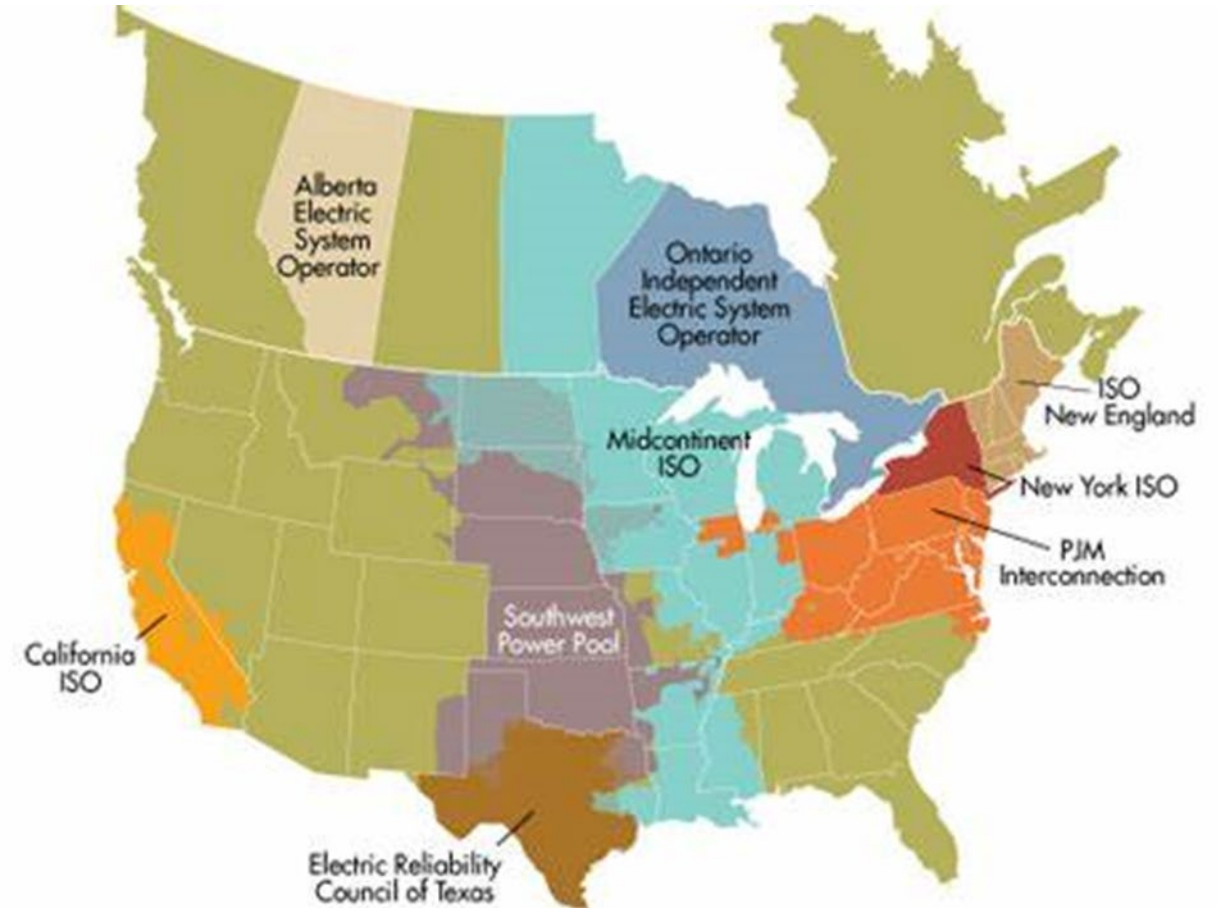 Alberta
Electric
System
Operator
Ontario
Independent
Electric System
Operator
ISO
New England
Midcontinent
ISO
New York ISO
PJM
Interconnection
Southwest
Power Pool
California
ISO
Electric Reliability
Council of Texas